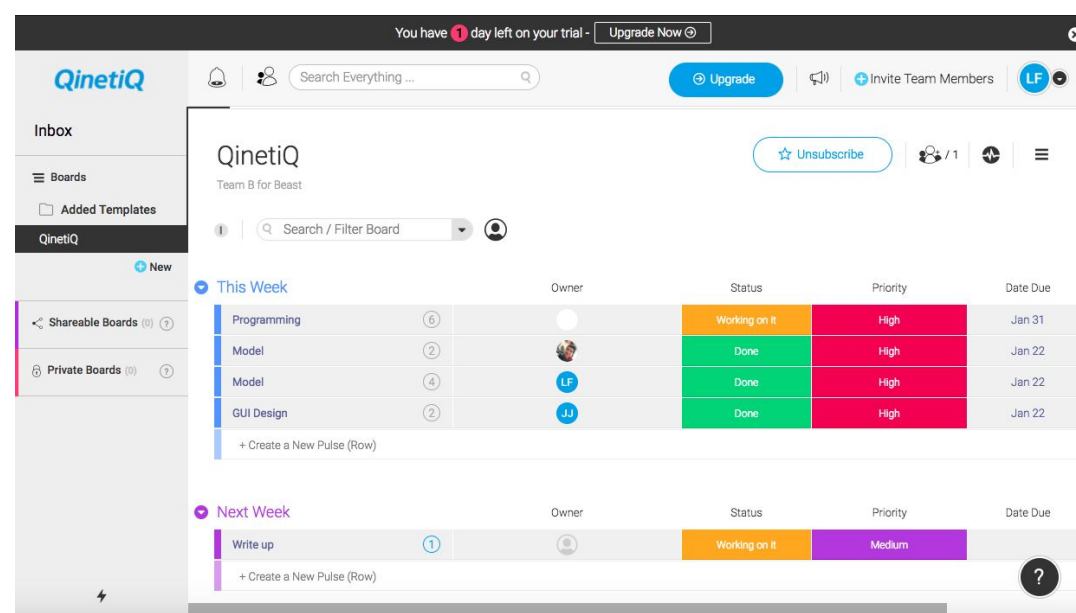 You have 1 day left on your trial - Upgrade Now
QinetiQ
Search Everything ...
Upgrade
Invite Team Members
LF
Inbox
Boards
Added Templates
QinetiQ
New
Shareable Boards (0) ?
Private Boards (0) ?
QinetiQ
Unsubscribe
/ 1
Team B for Beast
Search / Filter Board
This Week Owner Status Priority Date Due
Programming 6 Working on it High Jan 31
Model 2 Done High Jan 22
Model 4 LF Done High Jan 22
GUI Design 2 JJ Done High Jan 22
+ Create a New Pulse (Row)
Next Week Owner Status Priority Date Due
Write up 1 Working on it Medium
+ Create a New Pulse (Row)
?